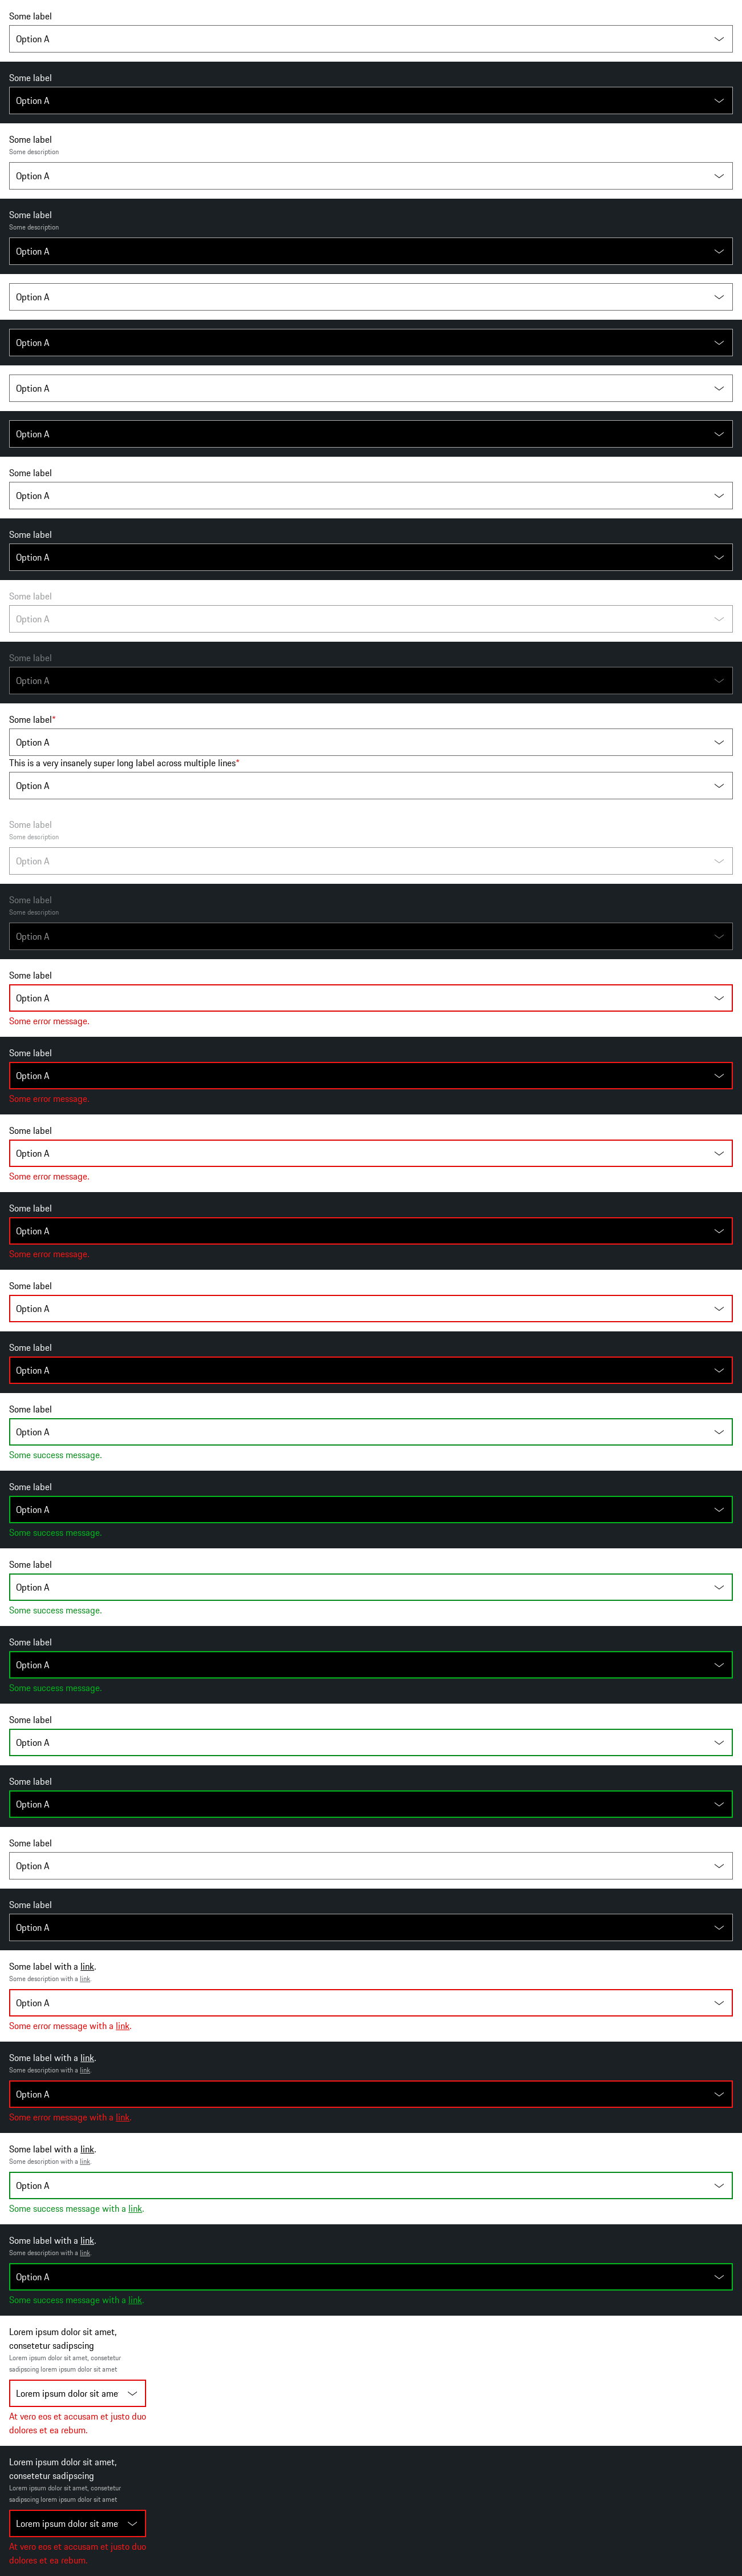 Some label
Option A
Some label
Option A
Some label
Some description
Option A
Some label
Some description
Option A
Option A
Option A
Option A
Option A
Some label
Option A
Some label
Option A
Some label
Option A
Some label
Option A
Some label*
Option A
This is a very insanely super long label across multiple lines*
Option A
Some label
Some description
Option A
Some label
Some description
Option A
Some label
Option A
Some error message.
Some label
Option A
Some error message.
Some label
Option A
Some error message.
Some label
Option A
Some error message.
Some label
Option A
Some label
Option A
Some label
Option A
Some success message.
Some label
Option A
Some success message.
Some label
Option A
Some success message.
Some label
Option A
Some success message.
Some label
Option A
Some label
Option A
Some label
Option A
Some label
Option A
Some label with a link.
Some description with a link.
Option A
Some error message with a link.
Some label with a link.
Some description with a link.
Option A
Some error message with a link.
Some label with a link.
Some description with a link.
Option A
Some success message with a link.
Some label with a link.
Some description with a link.
Option A
Some success message with a link.
Lorem ipsum dolor sit amet,
consetetur sadipscing
Lorem ipsum dolor sit amet, consetetur
sadipscing lorem ipsum dolor sit amet
Lorem ipsum dolor sit ame
At vero eos et accusam et justo duo
dolores et ea rebum.
Lorem ipsum dolor sit amet,
consetetur sadipscing
Lorem ipsum dolor sit amet, consetetur
sadipscing lorem ipsum dolor sit amet
Lorem ipsum dolor sit ame
At vero eos et accusam et justo duo
dolores et ea rebum.